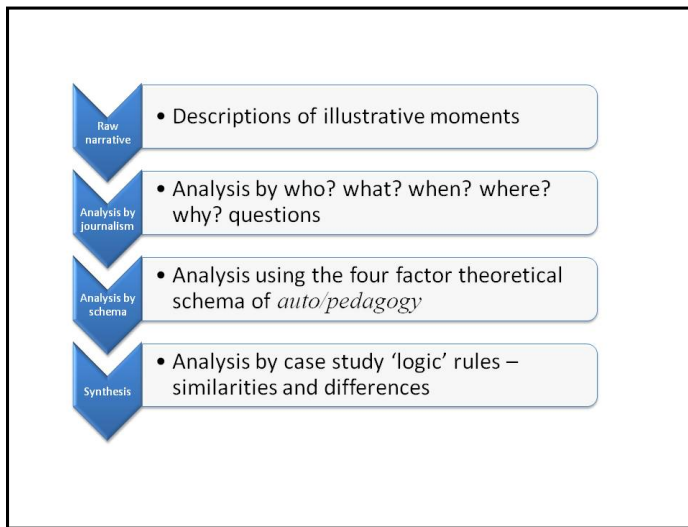 Raw
narrative
• Descriptions of illustrative moments
Analysis by
journalism
• Analysis by who? what? when? where?
why? questions
Analysis by
schema
• Analysis using the four factor theoretical
schema of auto/pedagogy
Synthesis
• Analysis by case study ‘logic’ rules –
similarities and differences